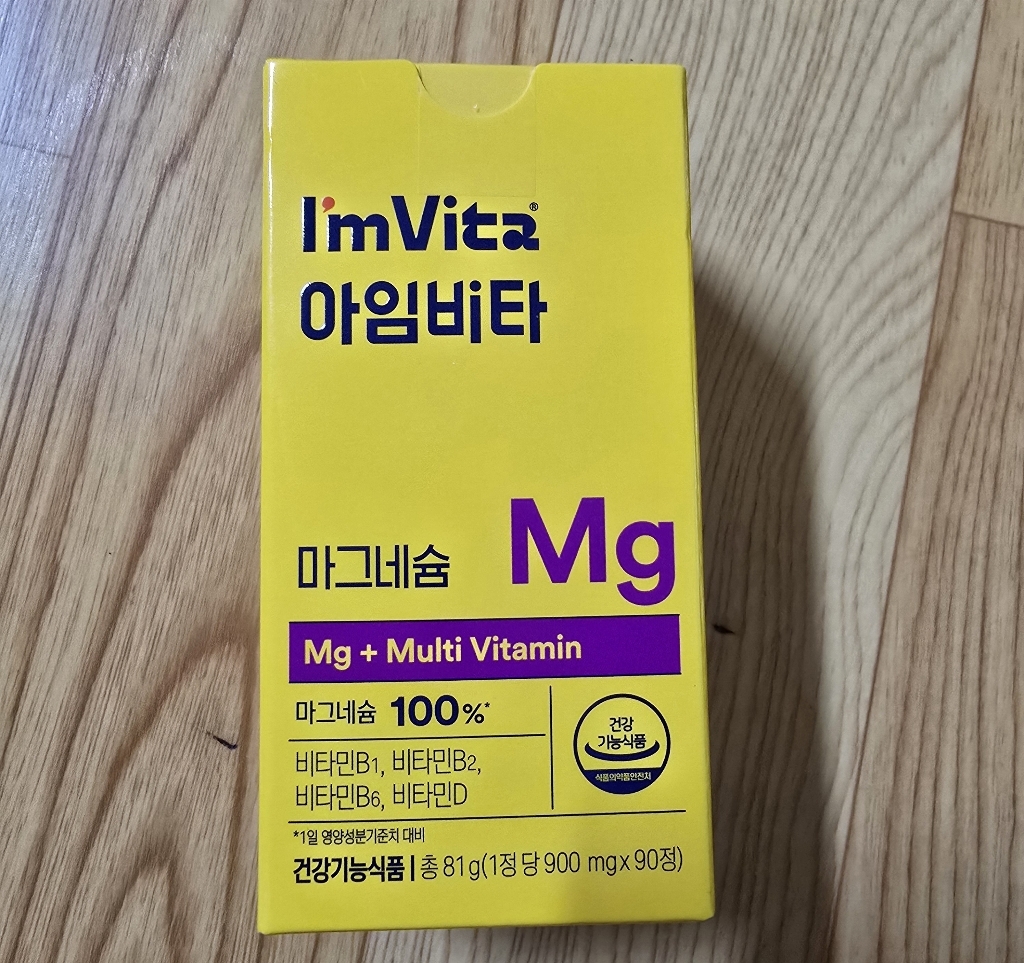 I'mVita®
아임비타
마그네슘 Mg
Mg + Multi Vitamin
마그네슘 100%*
비타민B1, 비타민B2,
비타민B6, 비타민D
건강
기능식품
식품의약품안전처
*1일 영양성분기준치 대비
건강기능식품 | 총 81g(1정 당 900 mg x 90정)